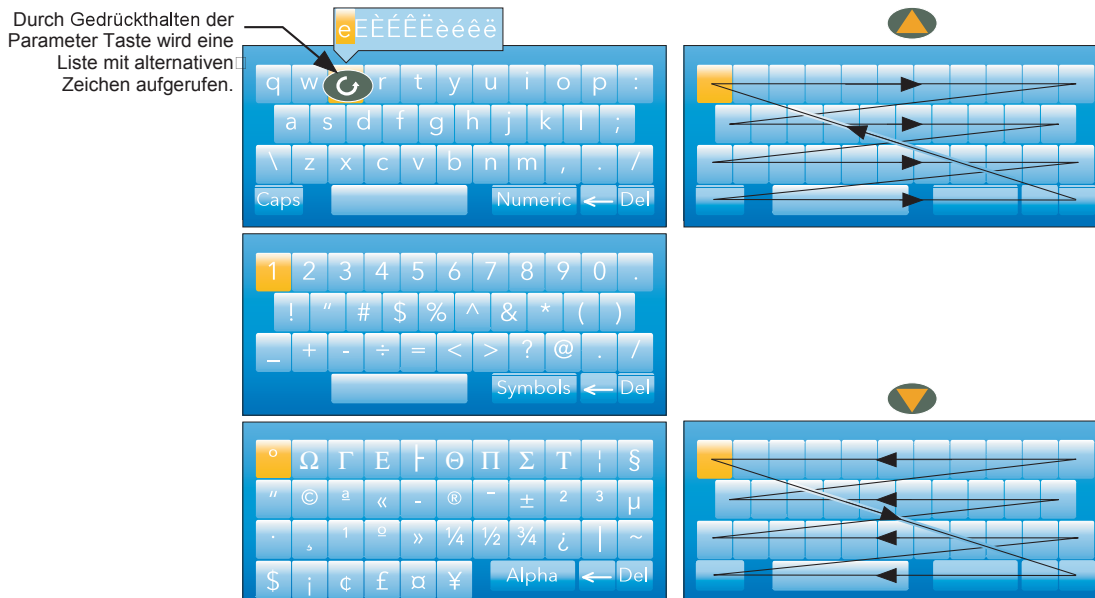 Durch Gedrückthalten der
Parameter Taste wird eine
Liste mit alternativen
Zeichen aufgerufen.
eEÈÉÊËèéêë
q w r t y u i o p :
a s d f g h j k l ;
\ z x c v b n m , . /
Caps Numeric ← Del
1 2 3 4 5 6 7 8 9 0 .
! " # $ % ^ & * ( )
_ + - ÷ = < > ? @ . /
Symbols ← Del
° Ω Γ Ε ├ Θ Π Σ Τ ¦ §
" © ª « - ® ¯ ± ² ³ µ
· ¸ ¹ º » ¼ ½ ¾ ¿ | ~
$ ¡ ¢ £ ¤ ¥ Alpha ← Del